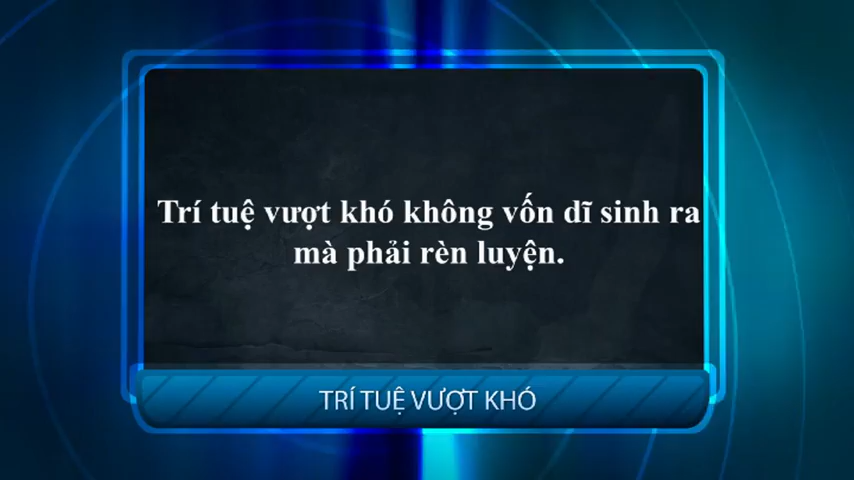 Trí tuệ vượt khó không vốn dĩ sinh ra
mà phải rèn luyện.
TRÍ TUỆ VƯỢT KHÓ